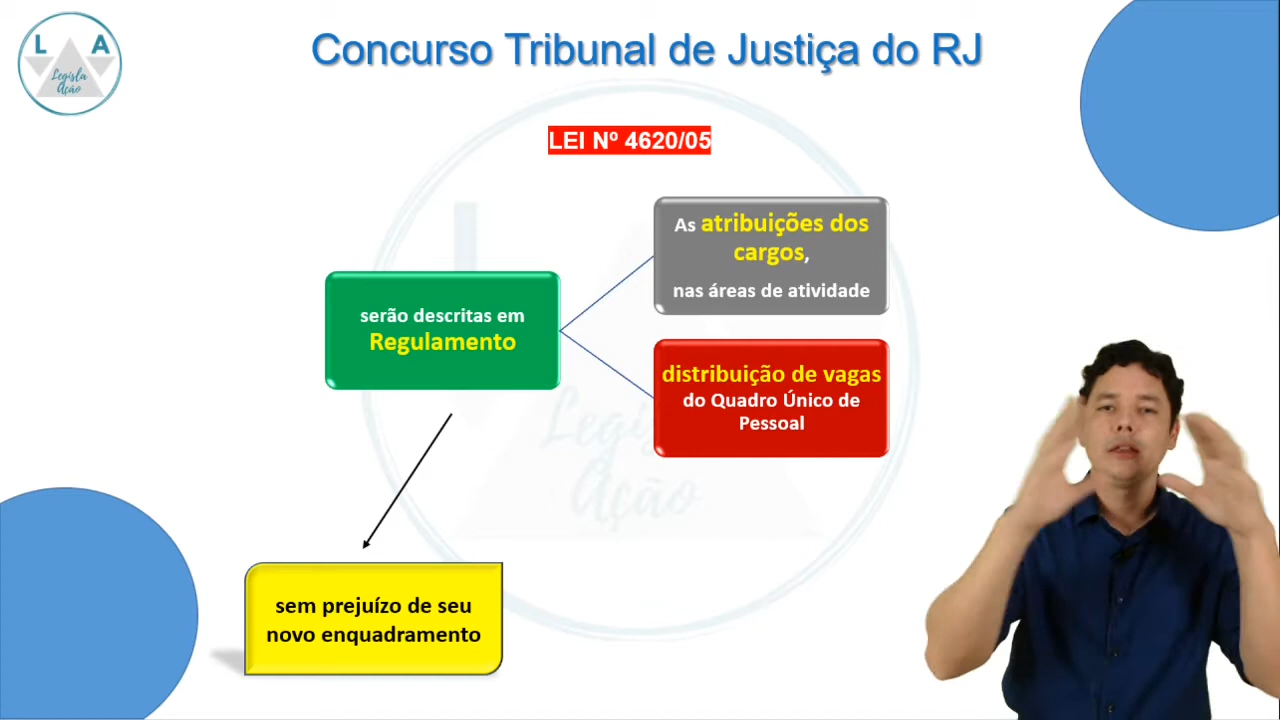 L A
Legisla
Ação
Concurso Tribunal de Justiça do RJ
LEI Nº 4620/05
As atribuições dos
cargos,
nas áreas de atividade
serão descritas em
Regulamento
distribuição de vagas
do Quadro Único de
Pessoal
sem prejuízo de seu
novo enquadramento